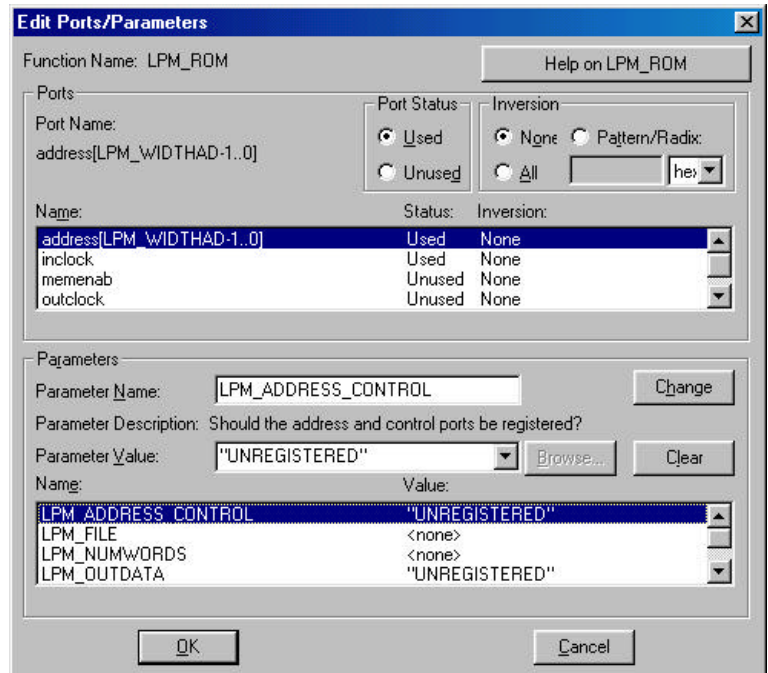 Edit Ports/Parameters
Function Name: LPM_ROM
Help on LPM_ROM
Ports
Port Name:
address[LPM_WIDTHAD-1..0]
Port Status
Used
Unused
Inversion
None Pattern/Radix:
All hex
Name: Status: Inversion:
address[LPM_WIDTHAD-1..0] Used None
inclock Used None
memenab Unused None
outclock Unused None
Parameters
Parameter Name: LPM_ADDRESS_CONTROL
Change
Parameter Description: Should the address and control ports be registered?
Parameter Value: "UNREGISTERED" Browse... Clear
Name: Value:
LPM_ADDRESS_CONTROL "UNREGISTERED"
LPM_FILE <none>
LPM_NUMWORDS <none>
LPM_OUTDATA "UNREGISTERED"
OK Cancel